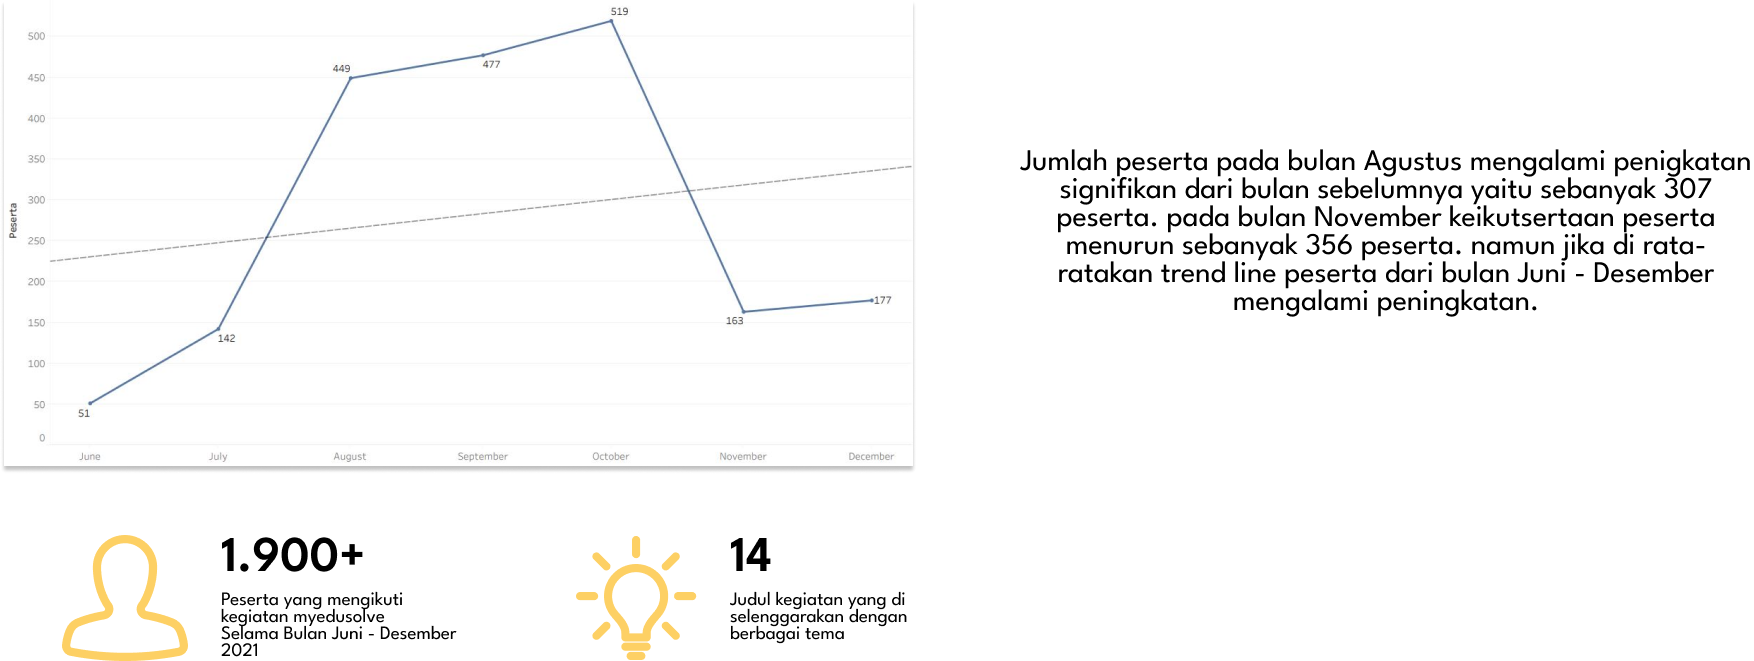 519
500
449
450
477
400
350
300
Peserta
250
200
177
163
150
142
100
50
51
0
June July August September October November December
Jumlah peserta pada bulan Agustus mengalami penigkatan
signifikan dari bulan sebelumnya yaitu sebanyak 307
peserta. pada bulan November keikutsertaan peserta
menurun sebanyak 356 peserta. namun jika di rata-
ratakan trend line peserta dari bulan Juni - Desember
mengalami peningkatan.
1.900+
Peserta yang mengikuti
kegiatan myedusolve
Selama Bulan Juni - Desember
2021
14
Judul kegiatan yang di
selenggarakan dengan
berbagai tema